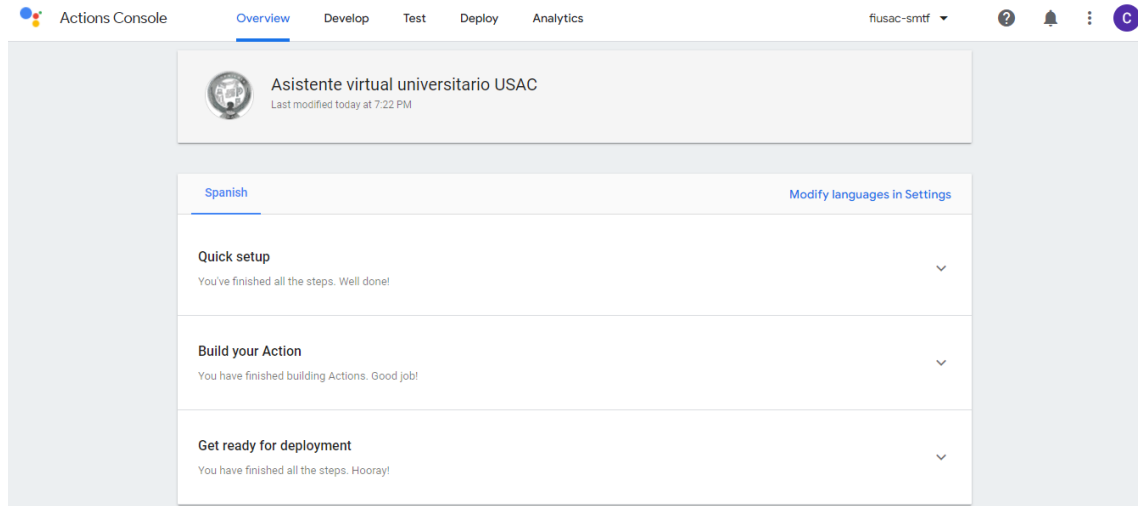 Actions Console
Overview
Develop
Test
Deploy
Analytics
fiusac-smtf
C
Asistente virtual universitario USAC
Last modified today at 7:22 PM
Spanish
Modify languages in Settings
Quick setup
You've finished all the steps. Well done!
Build your Action
You have finished building Actions. Good job!
Get ready for deployment
You have finished all the steps. Hooray!